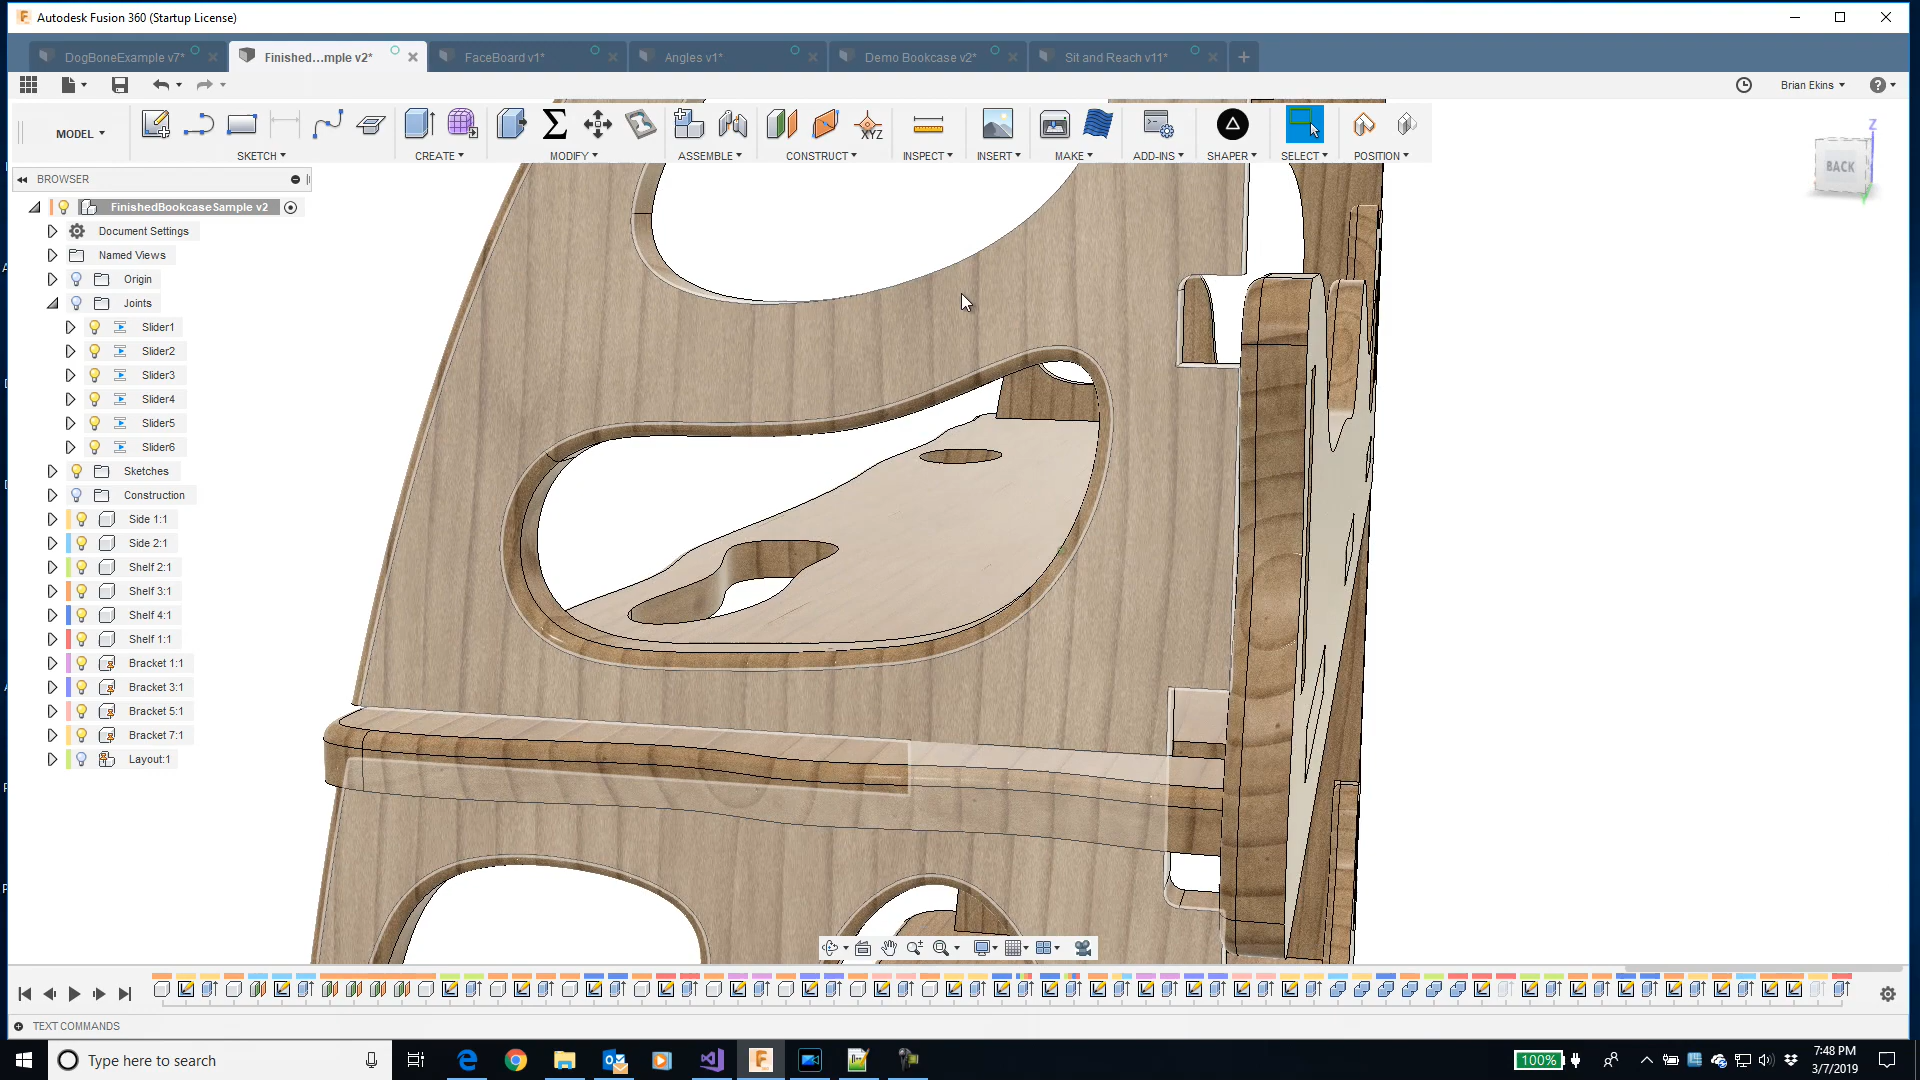 Autodesk Fusion 360 (Startup License)
DogBoneExample v7*
Finished...mple v2*
FaceBoard v1*
Angles v1*
Demo Bookcase v2*
Sit and Reach v11*
Brian Ekins
MODEL
SKETCH
CREATE
MODIFY
ASSEMBLE
CONSTRUCT
INSPECT
INSERT
MAKE
ADD-INS
SHAPER
SELECT
POSITION
XYZ
Z
BACK
BROWSER
FinishedBookcaseSample v2
Document Settings
Named Views
Origin
Joints
Slider1
Slider2
Slider3
Slider4
Slider5
Slider6
Sketches
Construction
Side 1:1
Side 2:1
Shelf 2:1
Shelf 3:1
Shelf 4:1
Shelf 1:1
Bracket 1:1
Bracket 3:1
Bracket 5:1
Bracket 7:1
Layout:1
TEXT COMMANDS
Type here to search
100%
7:48 PM
3/7/2019